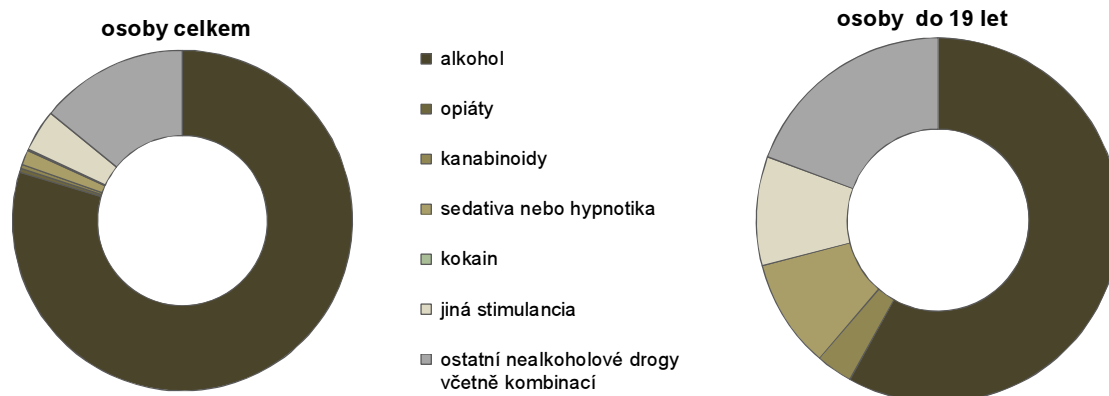 osoby celkem
alkohol
opiáty
kanabinoidy
sedativa nebo hypnotika
kokain
jiná stimulancia
ostatní nealkoholové drogy
včetně kombinací
osoby do 19 let